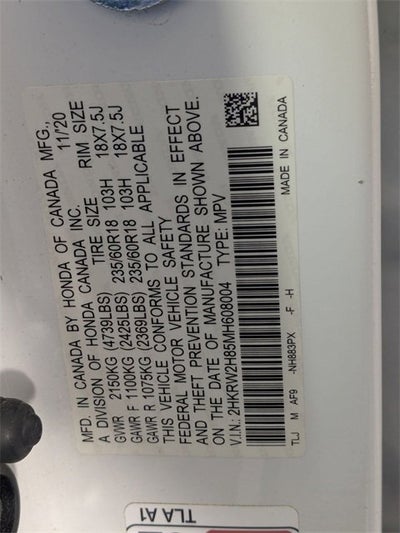 MFD. IN CANADA BY HONDA OF CANADA MFG.,
A DIVISION OF HONDA CANADA INC. 11/'20
TIRE SIZE RIM SIZE
GVWR 2150KG (4739LBS)
GAWR F 1100KG (2425LBS) 235/60R18 103H 18X7.5J
GAWR R 1075KG (2369LBS) 235/60R18 103H 18X7.5J
THIS VEHICLE CONFORMS TO ALL APPLICABLE
FEDERAL MOTOR VEHICLE SAFETY
AND THEFT PREVENTION STANDARDS IN EFFECT
ON THE DATE OF MANUFACTURE SHOWN ABOVE.
V.I.N.: 2HKRW2H85MH608004 TYPE: MPV
TLJ M AF9 -NH883PX -F -H
MADE IN CANADA
TLA A1